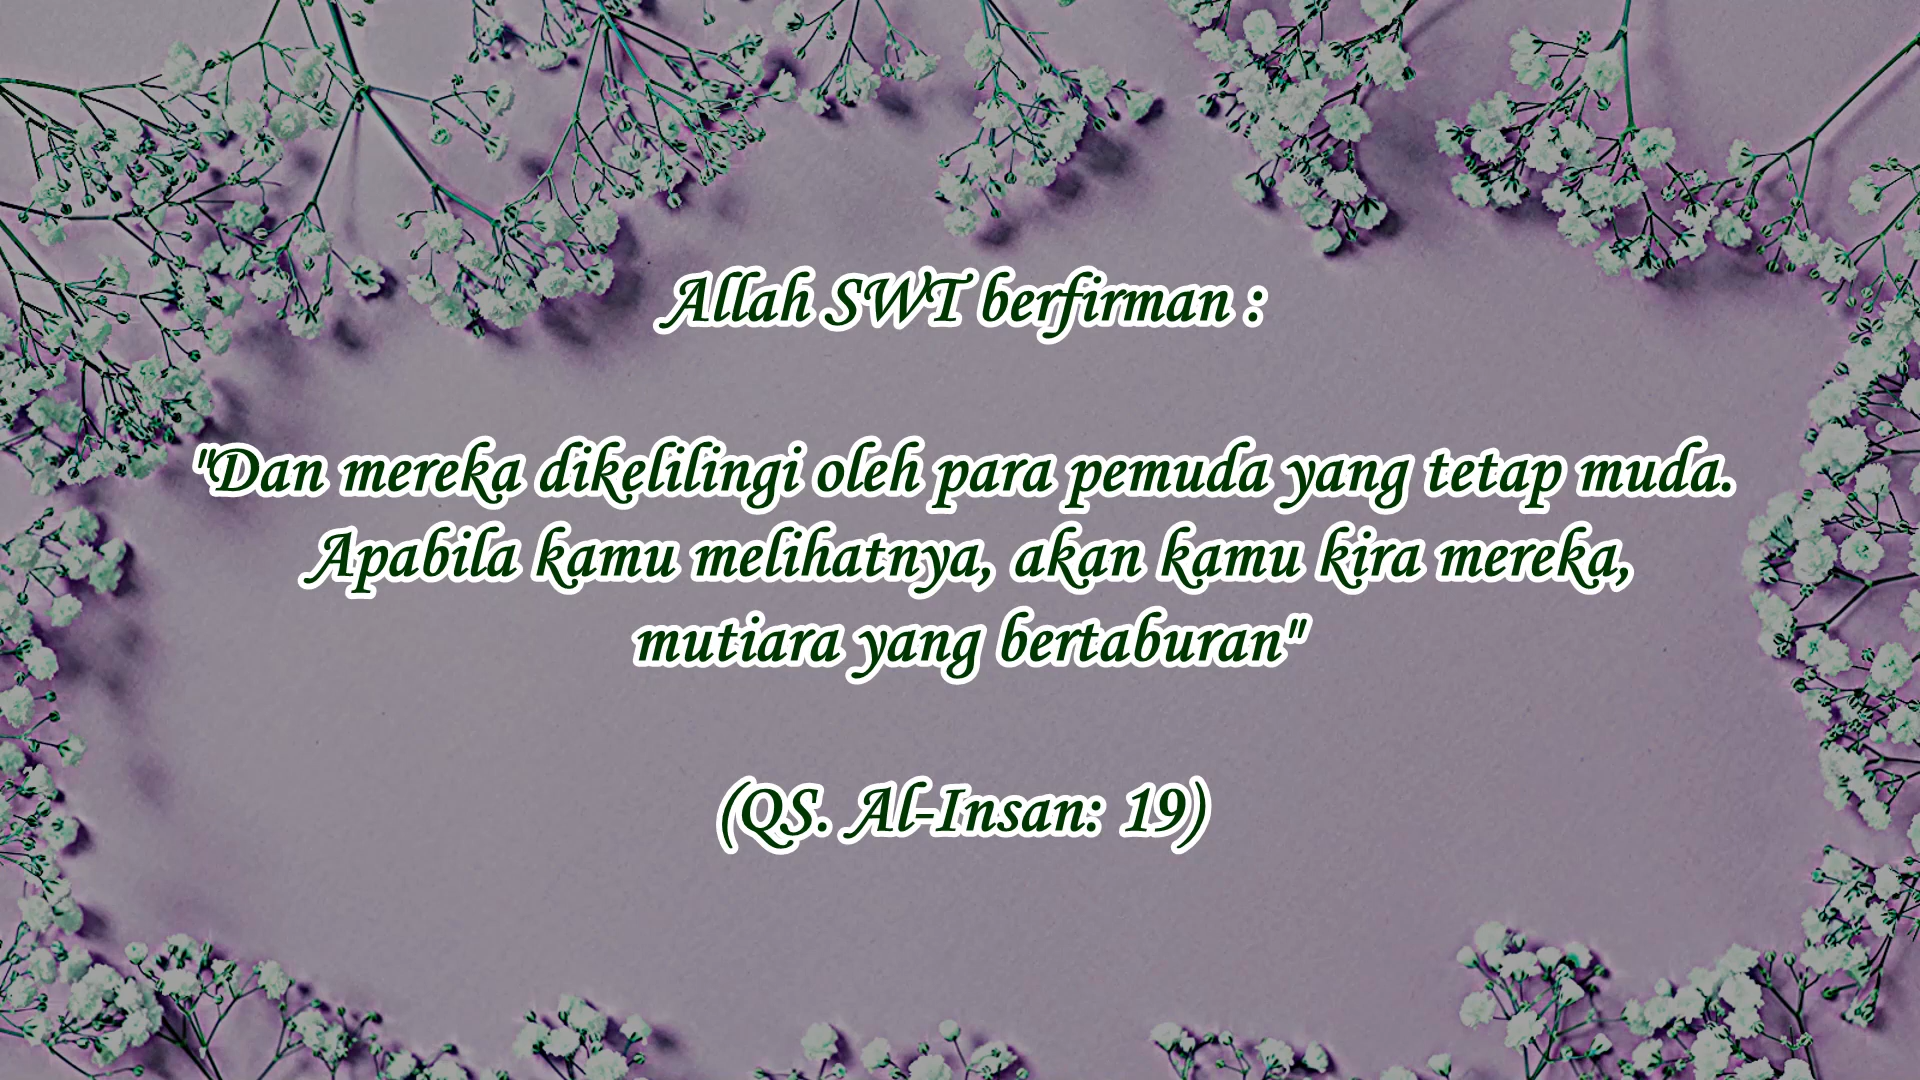 Allah SWT berfirman :
"Dan mereka dikelilingi oleh para pemuda yang tetap muda.
Apabila kamu melihatnya, akan kamu kira mereka,
mutiara yang bertaburan"
(QS. Al-Insan: 19)